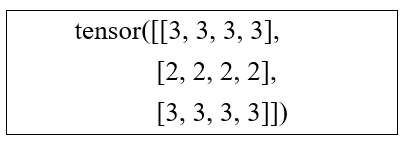 tensor([[3, 3, 3, 3],
[2, 2, 2, 2],
[3, 3, 3, 3]])